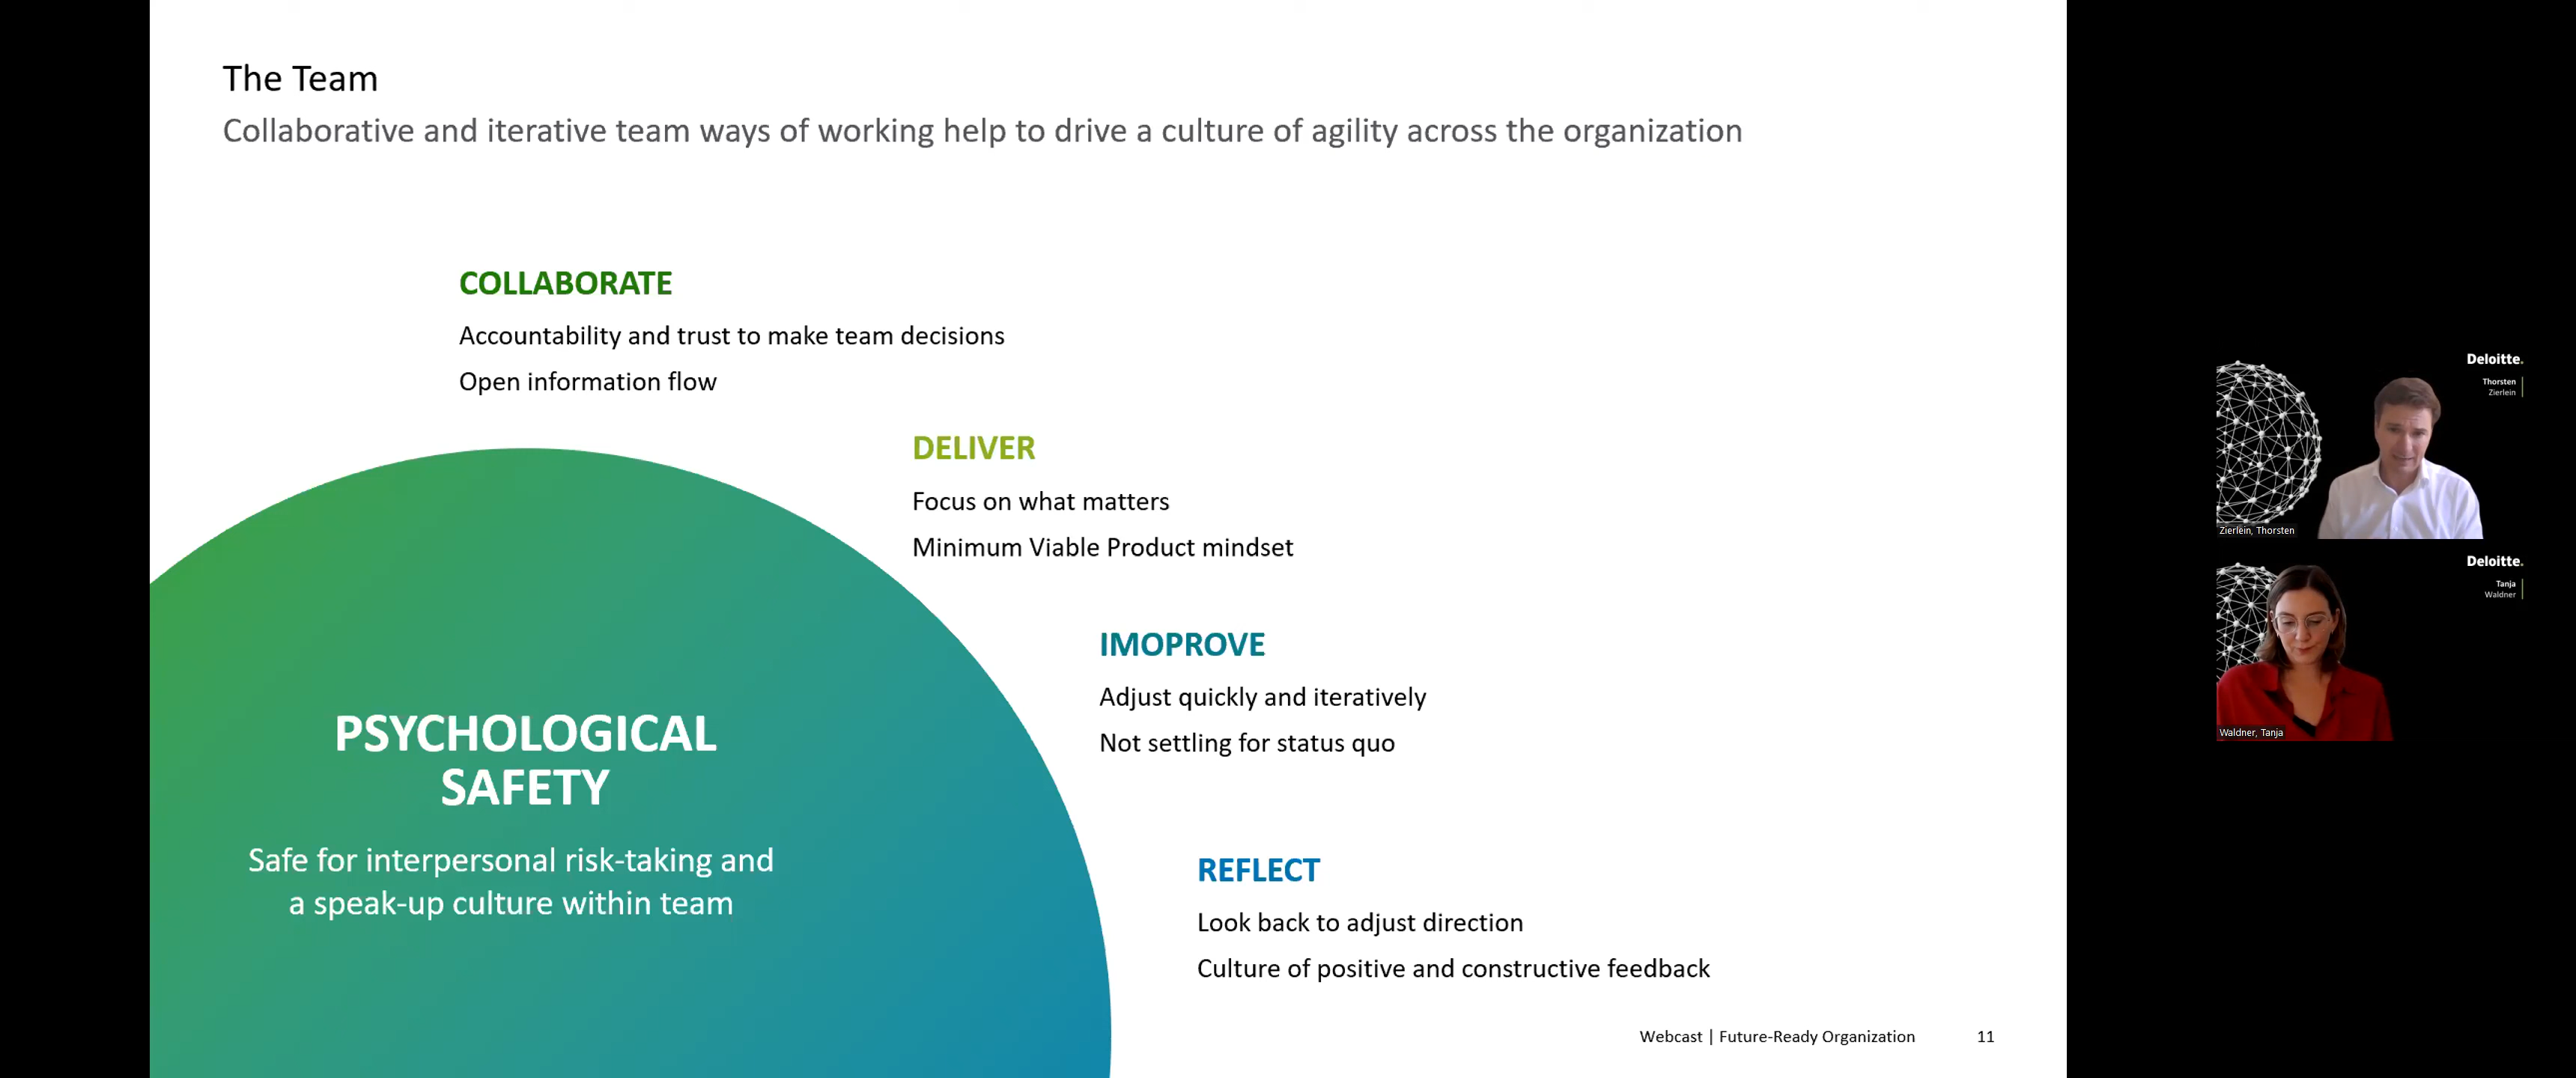 The Team
Collaborative and iterative team ways of working help to drive a culture of agility across the organization
COLLABORATE
Accountability and trust to make team decisions
Open information flow
DELIVER
Focus on what matters
Minimum Viable Product mindset
IMOPROVE
Adjust quickly and iteratively
Not settling for status quo
PSYCHOLOGICAL
SAFETY
Safe for interpersonal risk-taking and
a speak-up culture within team
REFLECT
Look back to adjust direction
Culture of positive and constructive feedback
Webcast | Future-Ready Organization 11
Deloitte.
Thorsten
Zierlein
Zierlein, Thorsten
Deloitte.
Tanja
Waldner
Waldner, Tanja